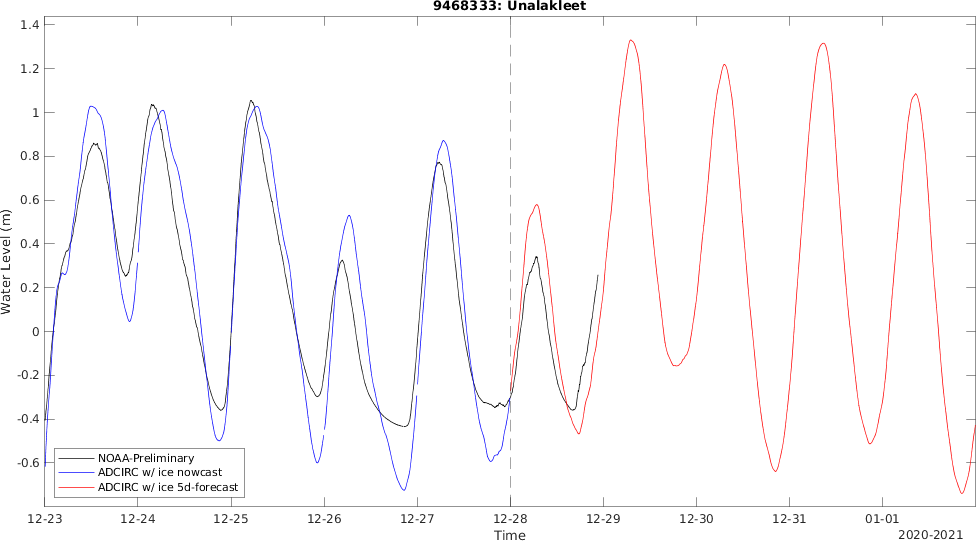 9468333: Unalakleet
1.4
1.2
1
0.8
0.6
0.4
0.2
0
-0.2
-0.4
-0.6
Water Level (m)
NOAA-Preliminary
ADCIRC w/ ice nowcast
ADCIRC w/ ice 5d-forecast
12-23 12-24 12-25 12-26 12-27 12-28 12-29 12-30 12-31 01-01
Time
2020-2021